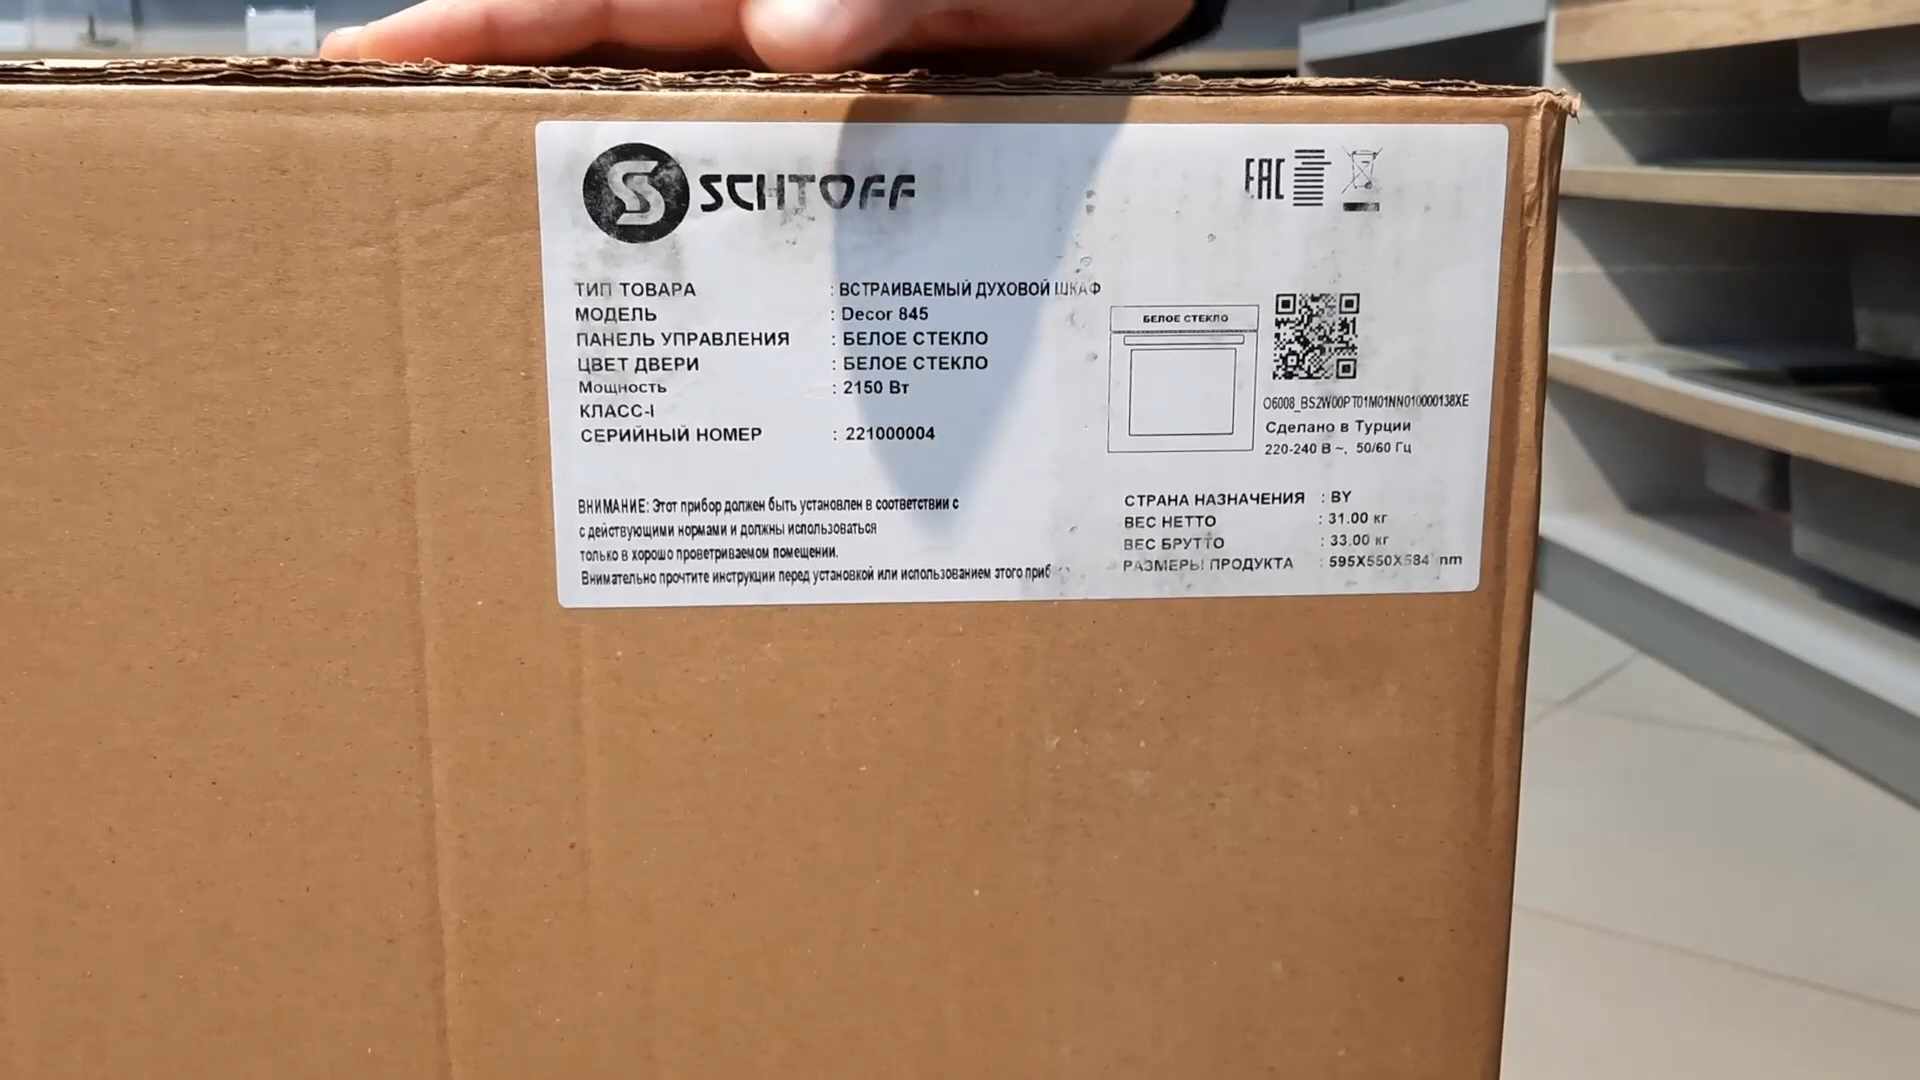 SCHTOFF
EAC
ТИП ТОВАРА : ВСТРАИВАЕМЫЙ ДУХОВОЙ ШКАФ
МОДЕЛЬ : Decor 845
ПАНЕЛЬ УПРАВЛЕНИЯ : БЕЛОЕ СТЕКЛО
ЦВЕТ ДВЕРИ : БЕЛОЕ СТЕКЛО
Мощность : 2150 Вт
КЛАСС-I
СЕРИЙНЫЙ НОМЕР : 221000004
БЕЛОЕ СТЕКЛО
O6008_BS2W00PT01M01NN010000138XE
Сделано в Турции
220-240 В ~, 50/60 Гц
ВНИМАНИЕ: Этот прибор должен быть установлен в соответствии с
с действующими нормами и должны использоваться
только в хорошо проветриваемом помещении.
Внимательно прочтите инструкции перед установкой или использованием этого
СТРАНА НАЗНАЧЕНИЯ : BY
ВЕС НЕТТО : 31.00 кг
ВЕС БРУТТО : 33.00 кг
РАЗМЕРЫ ПРОДУКТА : 595X550X584